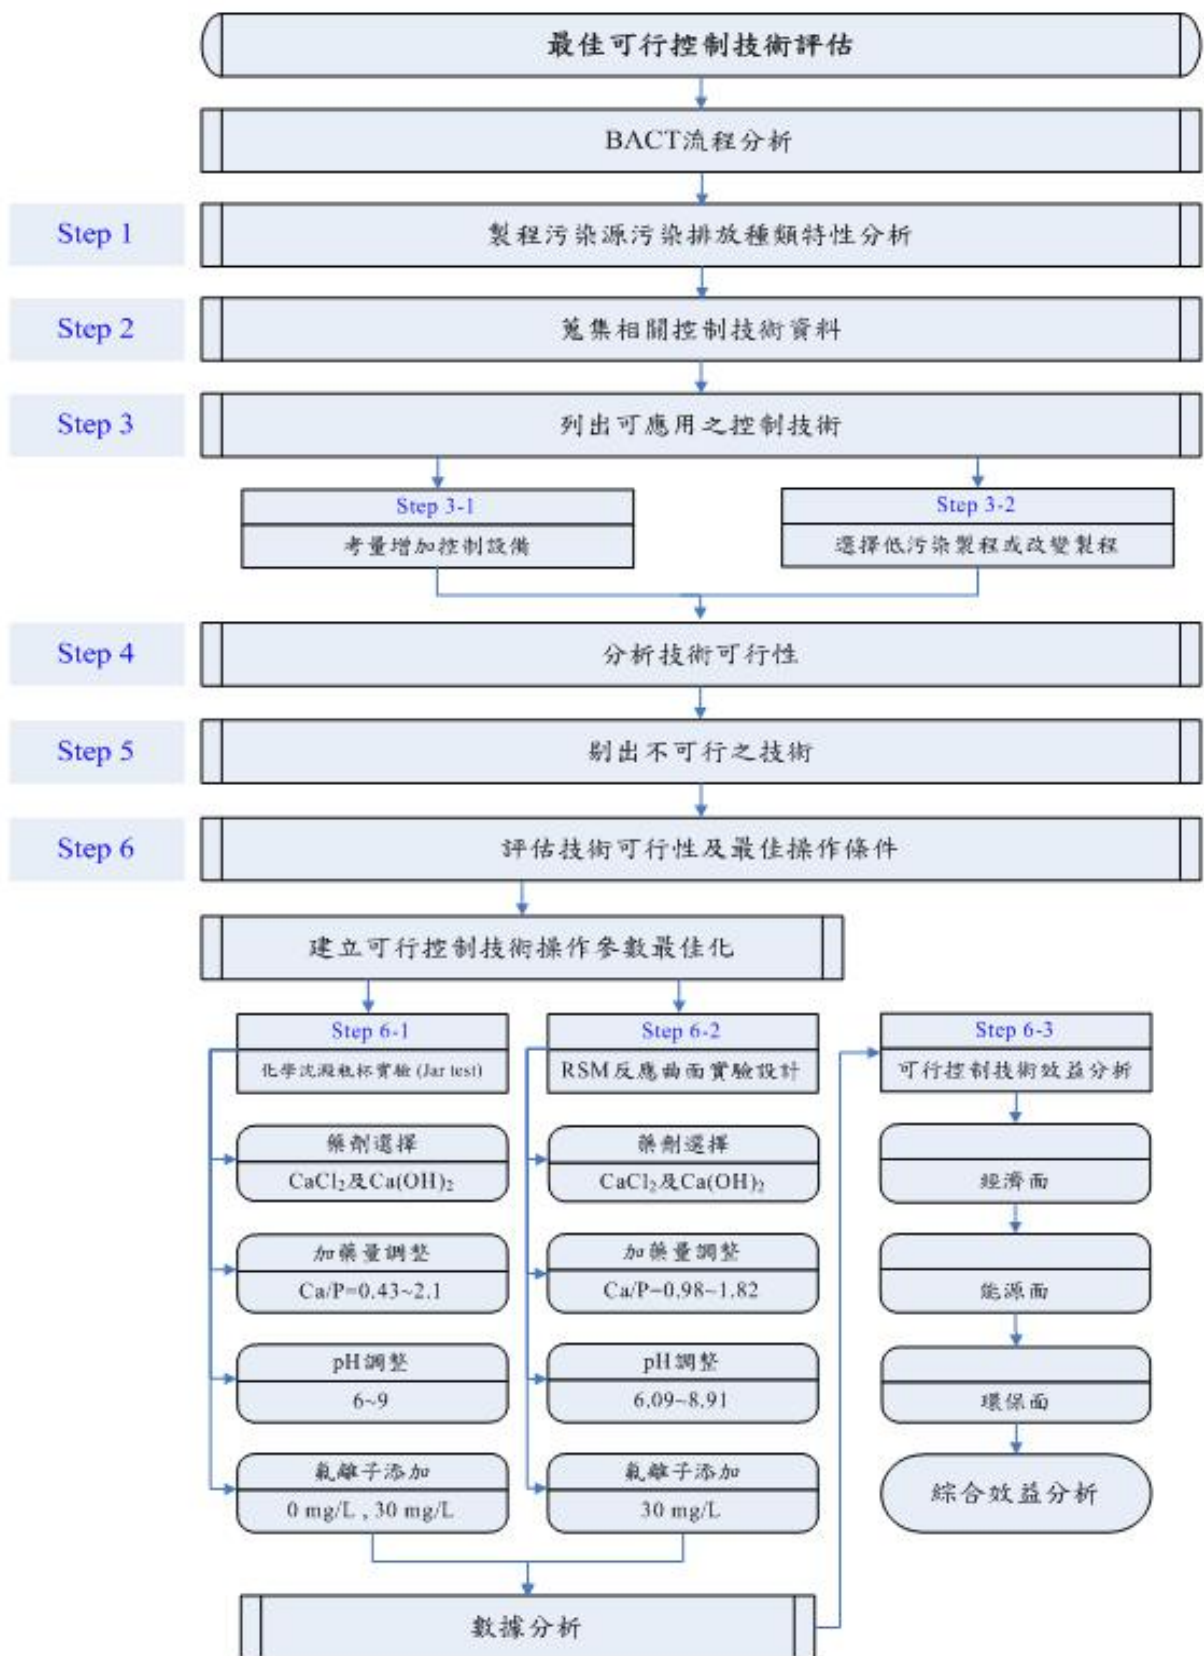 最佳可行控制技術評估
BACT流程分析
Step 1
製程污染源污染排放種類特性分析
Step 2
蒐集相關控制技術資料
Step 3
列出可應用之控制技術
Step 3-1
考量增加控制設備
Step 3-2
選擇低污染製程或改變製程
Step 4
分析技術可行性
Step 5
剔出不可行之技術
Step 6
評估技術可行性及最佳操作條件
建立可行控制技術操作參數最佳化
Step 6-1
化學沈澱瓶杯實驗 (Jar test)
藥劑選擇
CaCl₂及Ca(OH)₂
加藥量調整
Ca/P=0.43~2.1
pH調整
6~9
氟離子添加
0 mg/L , 30 mg/L
Step 6-2
RSM反應曲面實驗設計
藥劑選擇
CaCl₂及Ca(OH)₂
加藥量調整
Ca/P=0.98~1.82
pH調整
6.09~8.91
氟離子添加
30 mg/L
數據分析
Step 6-3
可行控制技術效益分析
經濟面
能源面
環保面
綜合效益分析